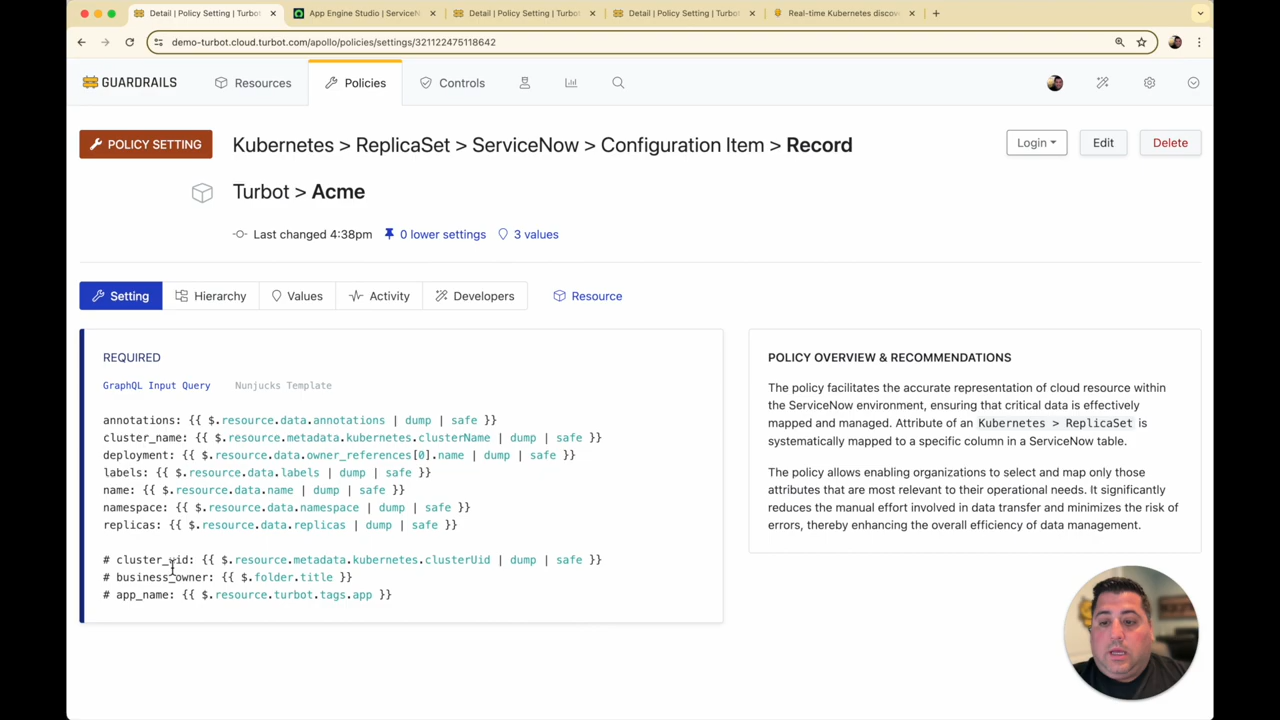 Detail | Policy Setting | Turbot
App Engine Studio | ServiceN
Detail | Policy Setting | Turbot
Detail | Policy Setting | Turbot
Real-time Kubernetes discov
demo-turbot.cloud.turbot.com/apollo/policies/settings/321122475118642
GUARDRAILS
Resources
Policies
Controls
POLICY SETTING
Kubernetes > ReplicaSet > ServiceNow > Configuration Item > Record
Login
Edit
Delete
Turbot > Acme
Last changed 4:38pm
0 lower settings
3 values
Setting
Hierarchy
Values
Activity
Developers
Resource
REQUIRED
GraphQL Input Query
Nunjucks Template
annotations: {{ $.resource.data.annotations | dump | safe }}
cluster_name: {{ $.resource.metadata.kubernetes.clusterName | dump | safe }}
deployment: {{ $.resource.data.owner_references[0].name | dump | safe }}
labels: {{ $.resource.data.labels | dump | safe }}
name: {{ $.resource.data.name | dump | safe }}
namespace: {{ $.resource.data.namespace | dump | safe }}
replicas: {{ $.resource.data.replicas | dump | safe }}
# cluster_uid: {{ $.resource.metadata.kubernetes.clusterUid | dump | safe }}
# business_owner: {{ $.folder.title }}
# app_name: {{ $.resource.turbot.tags.app }}
POLICY OVERVIEW & RECOMMENDATIONS
The policy facilitates the accurate representation of cloud resource within
the ServiceNow environment, ensuring that critical data is effectively
mapped and managed. Attribute of an Kubernetes > ReplicaSet is
systematically mapped to a specific column in a ServiceNow table.
The policy allows enabling organizations to select and map only those
attributes that are most relevant to their operational needs. It significantly
reduces the manual effort involved in data transfer and minimizes the risk of
errors, thereby enhancing the overall efficiency of data management.